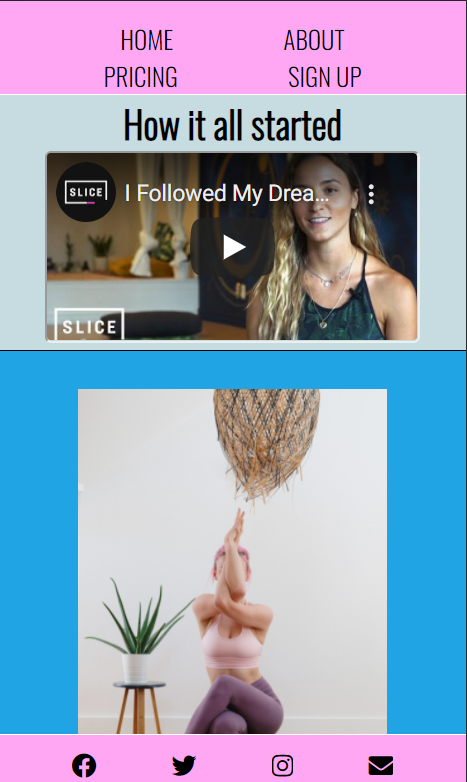 HOME ABOUT
PRICING SIGN UP
How it all started
SLICE I Followed My Drea...
SLICE